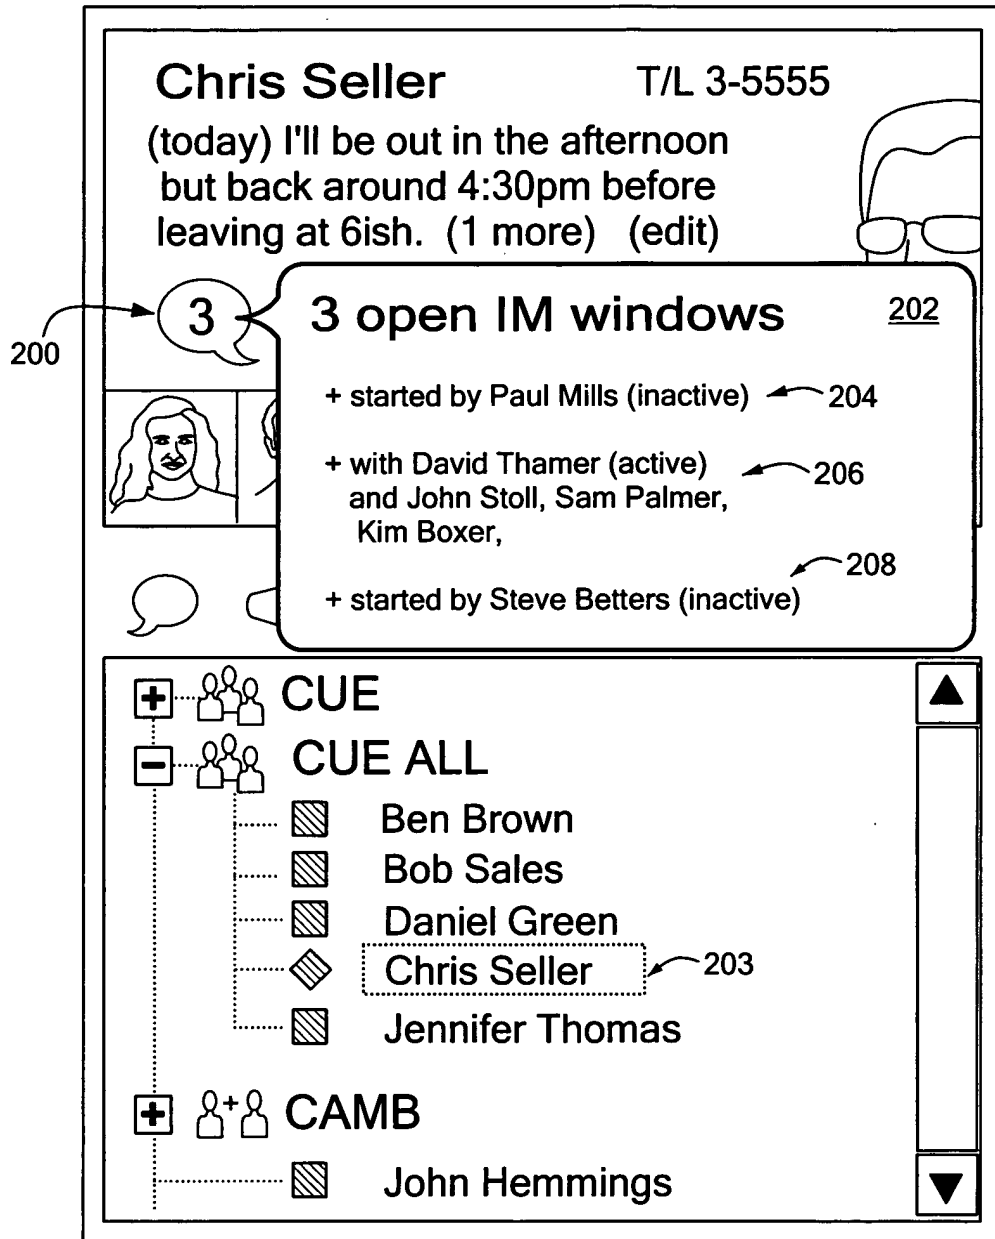 Chris Seller T/L 3-5555
(today) I'll be out in the afternoon
but back around 4:30pm before
leaving at 6ish. (1 more) (edit)
200
3
3 open IM windows 202
+ started by Paul Mills (inactive) 204
+ with David Thamer (active) 206
and John Stoll, Sam Palmer,
Kim Boxer,
208
+ started by Steve Betters (inactive)
+ CUE
- CUE ALL
Ben Brown
Bob Sales
Daniel Green
Chris Seller 203
Jennifer Thomas
+ + CAMB
John Hemmings